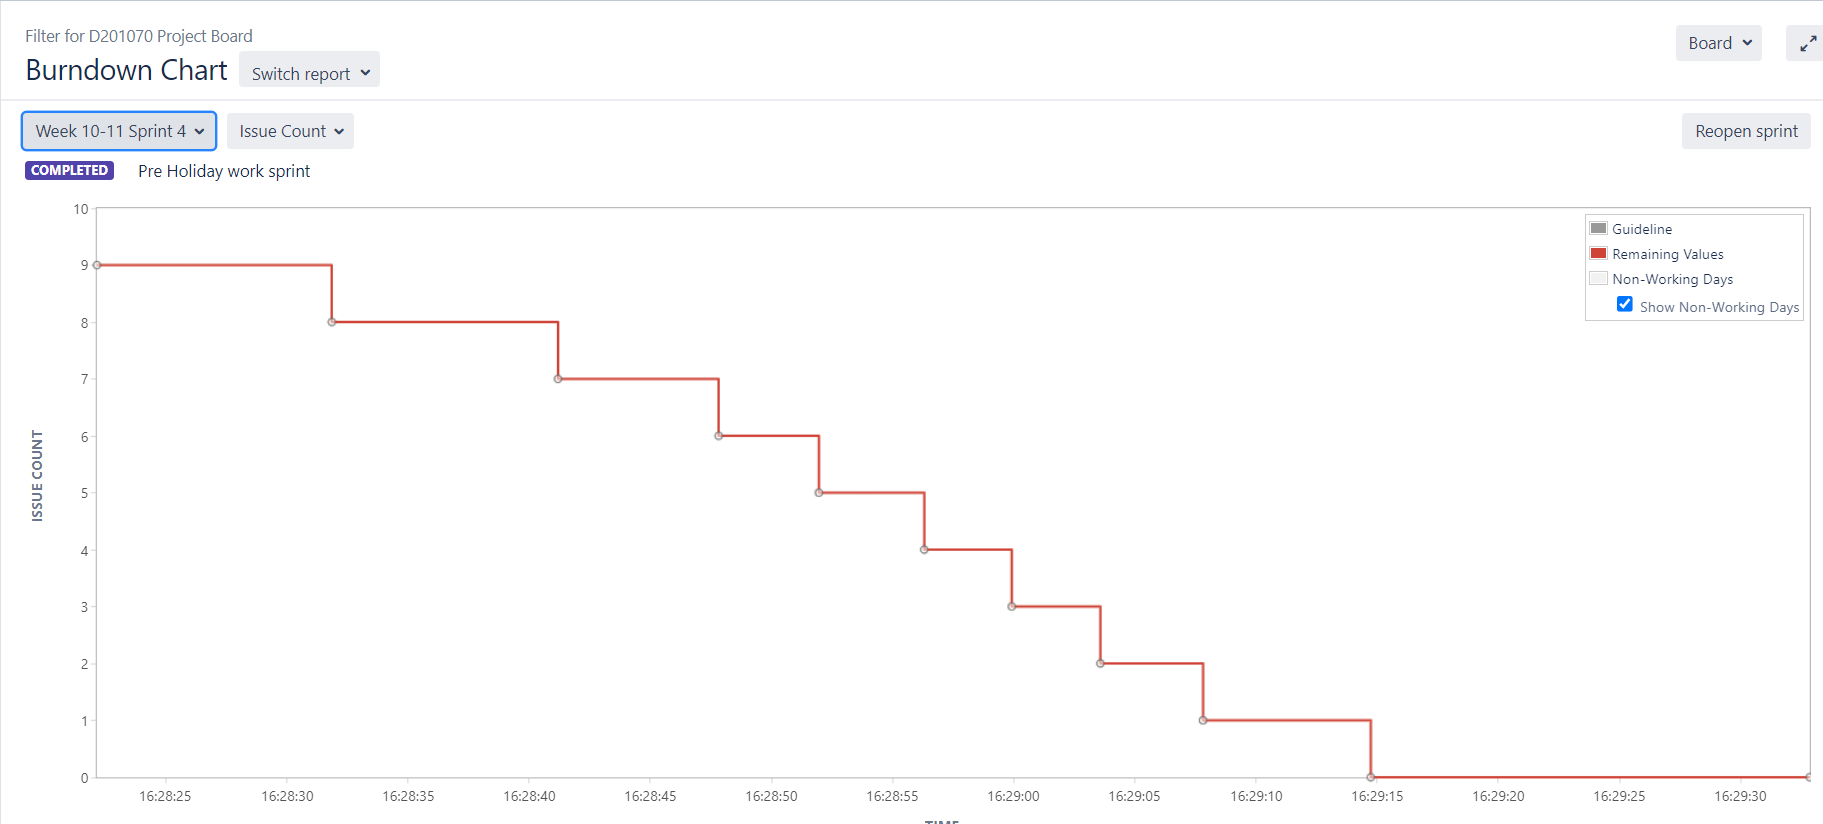 Filter for D201070 Project Board
Burndown Chart
Switch report
Board
Week 10-11 Sprint 4
Issue Count
Reopen sprint
COMPLETED
Pre Holiday work sprint
Guideline
Remaining Values
Non-Working Days
Show Non-Working Days
ISSUE COUNT
10
9
8
7
6
5
4
3
2
1
0
16:28:25 16:28:30 16:28:35 16:28:40 16:28:45 16:28:50 16:28:55 16:29:00 16:29:05 16:29:10 16:29:15 16:29:20 16:29:25 16:29:30
TIME